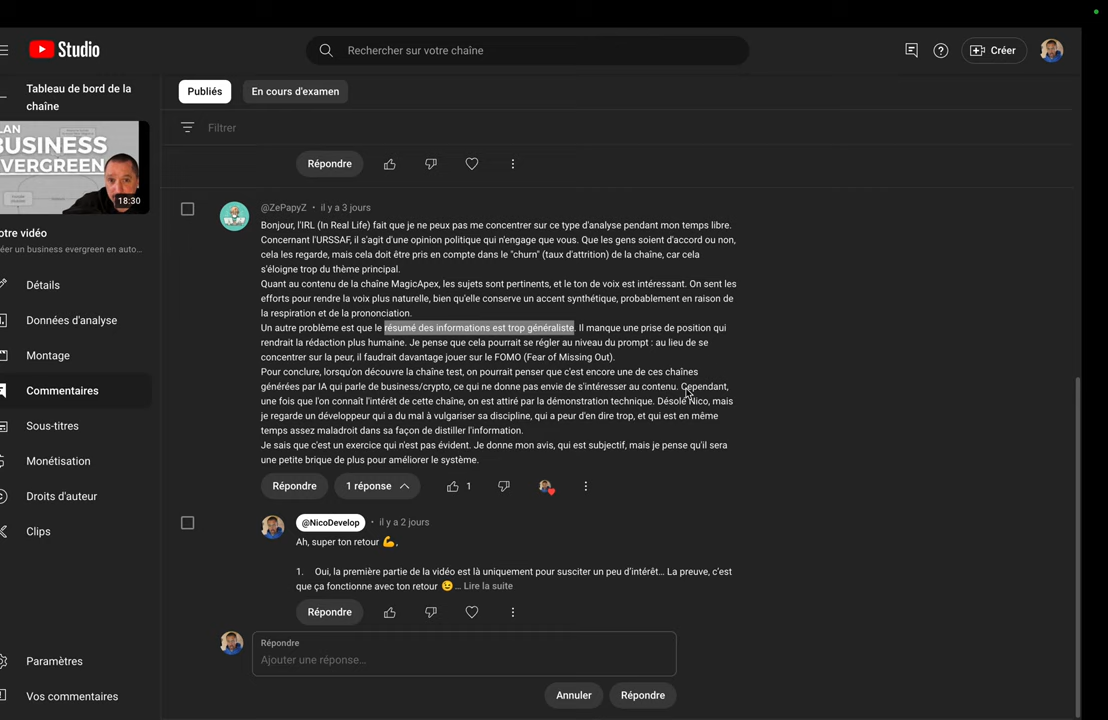 Studio
Rechercher sur votre chaîne
Créer
Tableau de bord de la
chaîne
LAN
BUSINESS
VERGREEN
18:30
otre vidéo
éer un business evergreen en auto...
Détails
Données d'analyse
Montage
Commentaires
Sous-titres
Monétisation
Droits d'auteur
Clips
Paramètres
Vos commentaires
Publiés
En cours d'examen
Filtrer
Répondre
@ZePapyZ • il y a 3 jours
Bonjour, l'IRL (In Real Life) fait que je ne peux pas me concentrer sur ce type d'analyse pendant mon temps libre.
Concernant l'URSSAF, il s'agit d'une opinion politique qui n'engage que vous. Que les gens soient d'accord ou non,
cela les regarde, mais cela doit être pris en compte dans le "churn" (taux d'attrition) de la chaîne, car cela
s'éloigne trop du thème principal.
Quant au contenu de la chaîne MagicApex, les sujets sont pertinents, et le ton de voix est intéressant. On sent les
efforts pour rendre la voix plus naturelle, bien qu'elle conserve un accent synthétique, probablement en raison de
la respiration et de la prononciation.
Un autre problème est que le résumé des informations est trop généraliste. Il manque une prise de position qui
rendrait la rédaction plus humaine. Je pense que cela pourrait se régler au niveau du prompt : au lieu de se
concentrer sur la peur, il faudrait davantage jouer sur le FOMO (Fear of Missing Out).
Pour conclure, lorsqu'on découvre la chaîne test, on pourrait penser que c'est encore une de ces chaînes
générées par IA qui parle de business/crypto, ce qui ne donne pas envie de s'intéresser au contenu. Cependant,
une fois que l'on connaît l'intérêt de cette chaîne, on est attiré par la démonstration technique. Désolé Nico, mais
je regarde un développeur qui a du mal à vulgariser sa discipline, qui a peur d'en dire trop, et qui est en même
temps assez maladroit dans sa façon de distiller l'information.
Je sais que c'est un exercice qui n'est pas évident. Je donne mon avis, qui est subjectif, mais je pense qu'il sera
une petite brique de plus pour améliorer le système.
Répondre
1 réponse
1
@NicoDevelop • il y a 2 jours
Ah, super ton retour 💪,
1. Oui, la première partie de la vidéo est là uniquement pour susciter un peu d'intérêt… La preuve, c'est
que ça fonctionne avec ton retour 😉 ... Lire la suite
Répondre
Répondre
Ajouter une réponse...
Annuler
Répondre